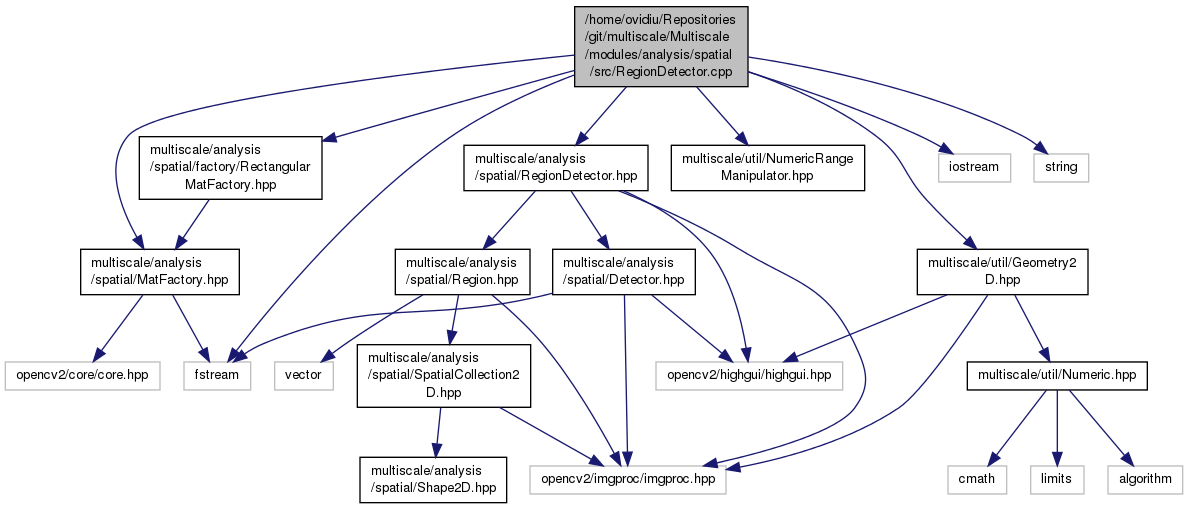 /home/ovidiu/Repositories
/git/multiscale/Multiscale
/modules/analysis/spatial
/src/RegionDetector.cpp
multiscale/analysis
/spatial/factory/Rectangular
MatFactory.hpp
multiscale/analysis
/spatial/RegionDetector.hpp
multiscale/util/NumericRange
Manipulator.hpp
iostream
string
multiscale/analysis
/spatial/MatFactory.hpp
multiscale/analysis
/spatial/Region.hpp
multiscale/analysis
/spatial/Detector.hpp
multiscale/util/Geometry2
D.hpp
opencv2/core/core.hpp
fstream
vector
multiscale/analysis
/spatial/SpatialCollection2
D.hpp
opencv2/highgui/highgui.hpp
multiscale/util/Numeric.hpp
multiscale/analysis
/spatial/Shape2D.hpp
opencv2/imgproc/imgproc.hpp
cmath
limits
algorithm